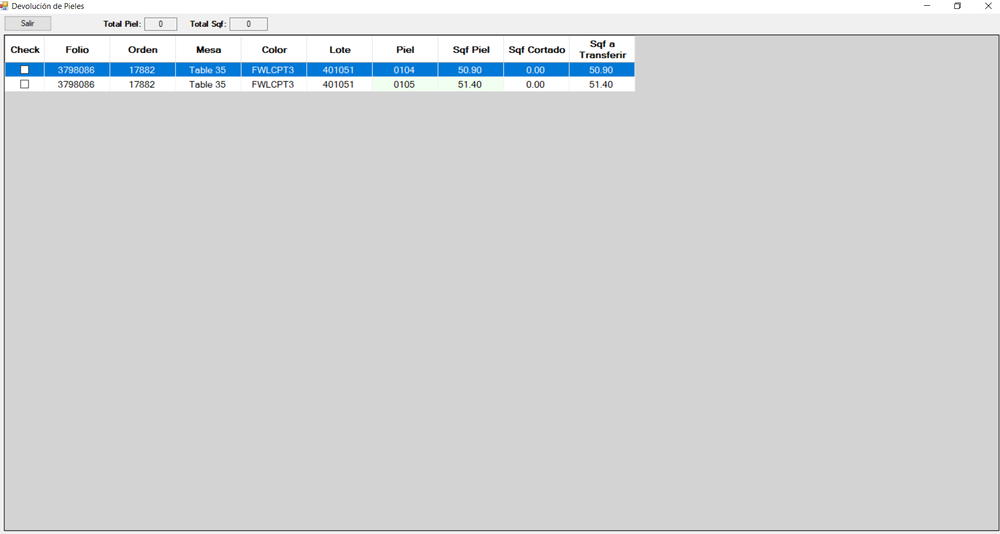 Devolución de Pieles
Salir Total Piel: 0 Total Sqf: 0
Check Folio Orden Mesa Color Lote Piel Sqf Piel Sqf Cortado Sqf a Transferir
3798086 17882 Table 35 FWLCPT3 401051 0104 50.90 0.00 50.90
3798086 17882 Table 35 FWLCPT3 401051 0105 51.40 0.00 51.40